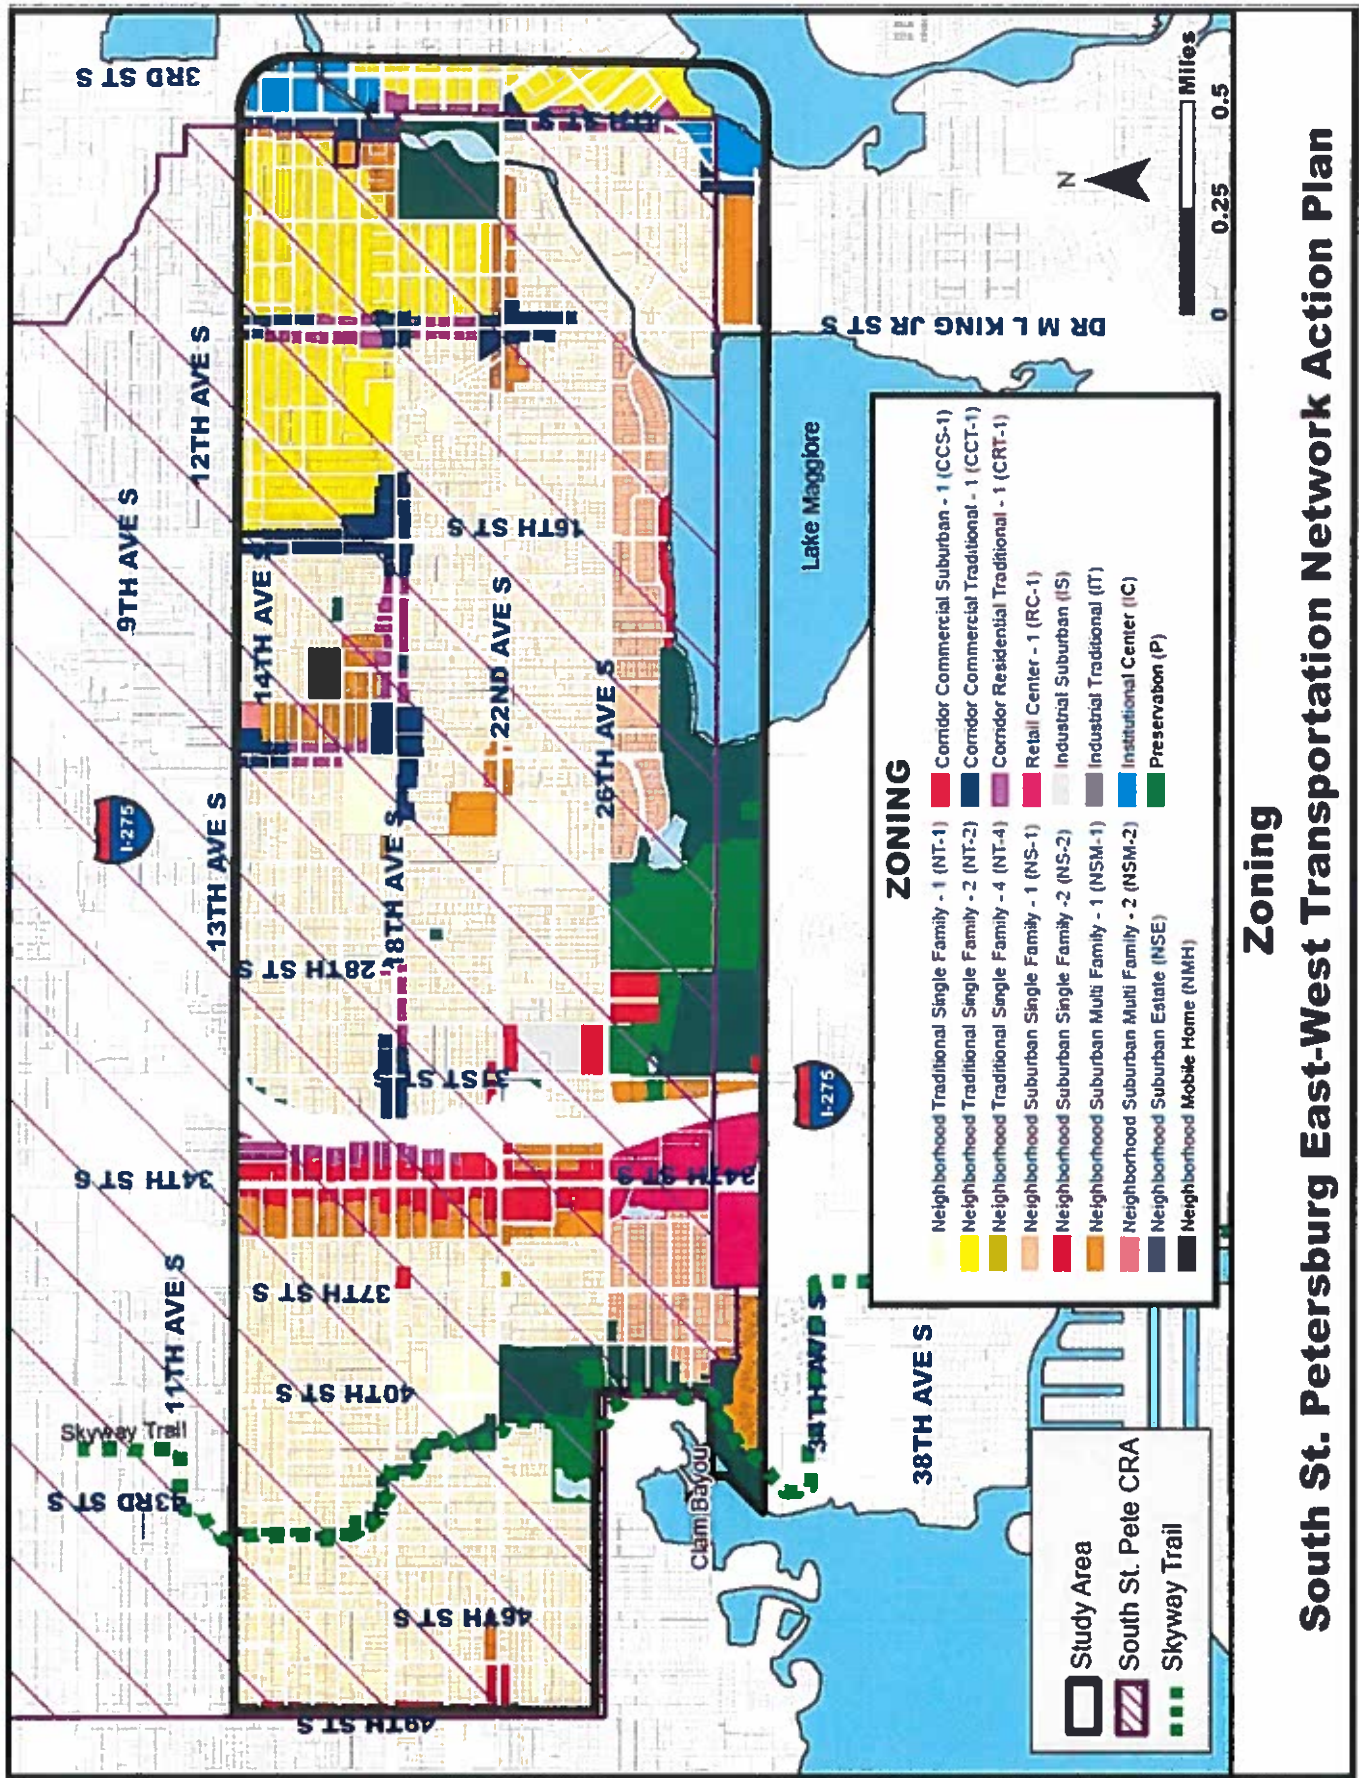 Skyway Trail
43RD ST S
11TH AVE S
34TH ST S
13TH AVE S
I-275
9TH AVE S
12TH AVE S
3RD ST S
49TH ST S
46TH ST S
40TH ST S
37TH ST S
28TH ST S
18TH AVE S
14TH AVE S
31ST ST S
22ND AVE S
16TH ST S
4TH ST S
26TH AVE S
34TH ST S
Clam Bayou
34TH AVE S
38TH AVE S
I-275
Lake Maggiore
DR M L KING JR ST S
N
0
0.25
0.5
Miles
ZONING
Neighborhood Traditional Single Family - 1 (NT-1)
Neighborhood Traditional Single Family - 2 (NT-2)
Neighborhood Traditional Single Family - 4 (NT-4)
Neighborhood Suburban Single Family - 1 (NS-1)
Neighborhood Suburban Single Family -2 (NS-2)
Neighborhood Suburban Multi Family - 1 (NSM-1)
Neighborhood Suburban Multi Family - 2 (NSM-2)
Neighborhood Suburban Estate (NSE)
Neighborhood Mobile Home (NMH)
Corridor Commercial Suburban - 1 (CCS-1)
Corridor Commercial Traditional - 1 (CCT-1)
Corridor Residential Traditional - 1 (CRT-1)
Retail Center - 1 (RC-1)
Industrial Suburban (IS)
Industrial Traditional (IT)
Institutional Center (IC)
Preservation (P)
Study Area
South St. Pete CRA
Skyway Trail
Zoning
South St. Petersburg East-West Transportation Network Action Plan